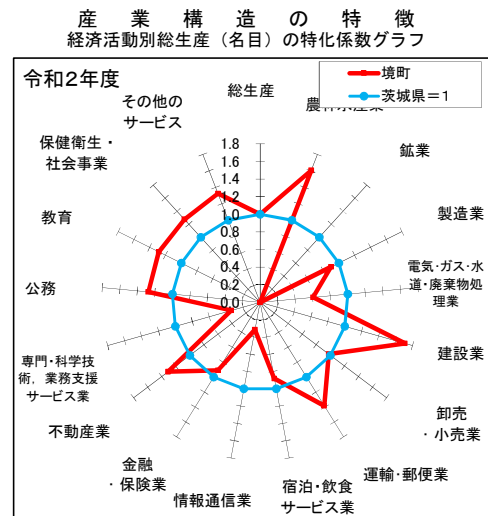 産業構造の特徴
経済活動別総生産（名目）の特化係数グラフ
令和2年度
境町
茨城県＝1
総生産
農林水産業
鉱業
製造業
電気・ガス・水
道・廃棄物処
理業
建設業
卸売
・小売業
運輸・郵便業
宿泊・飲食
サービス業
情報通信業
金融
・保険業
不動産業
専門・科学技
術，業務支援
サービス業
公務
教育
保健衛生・
社会事業
その他の
サービス
1.8
1.6
1.4
1.2
1.0
0.8
0.6
0.4
0.2
0.0